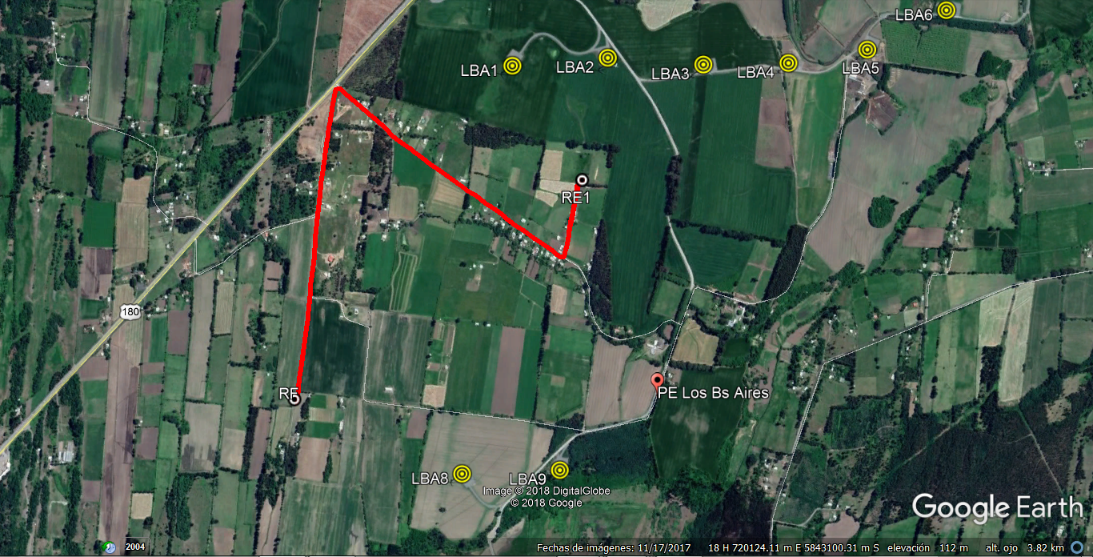 LBA6
LBA1
LBA2
LBA3
LBA4
LBA5
RE1
180
RE
PE Los Bs Aires
LBA8
LBA9
Image © 2018 DigitalGlobe
© 2018 Google
Google Earth
2004
Fechas de imágenes: 11/17/2017 18 H 720124.11 m E 5843100.31 m S elevación 112 m alt. ojo 3.82 km